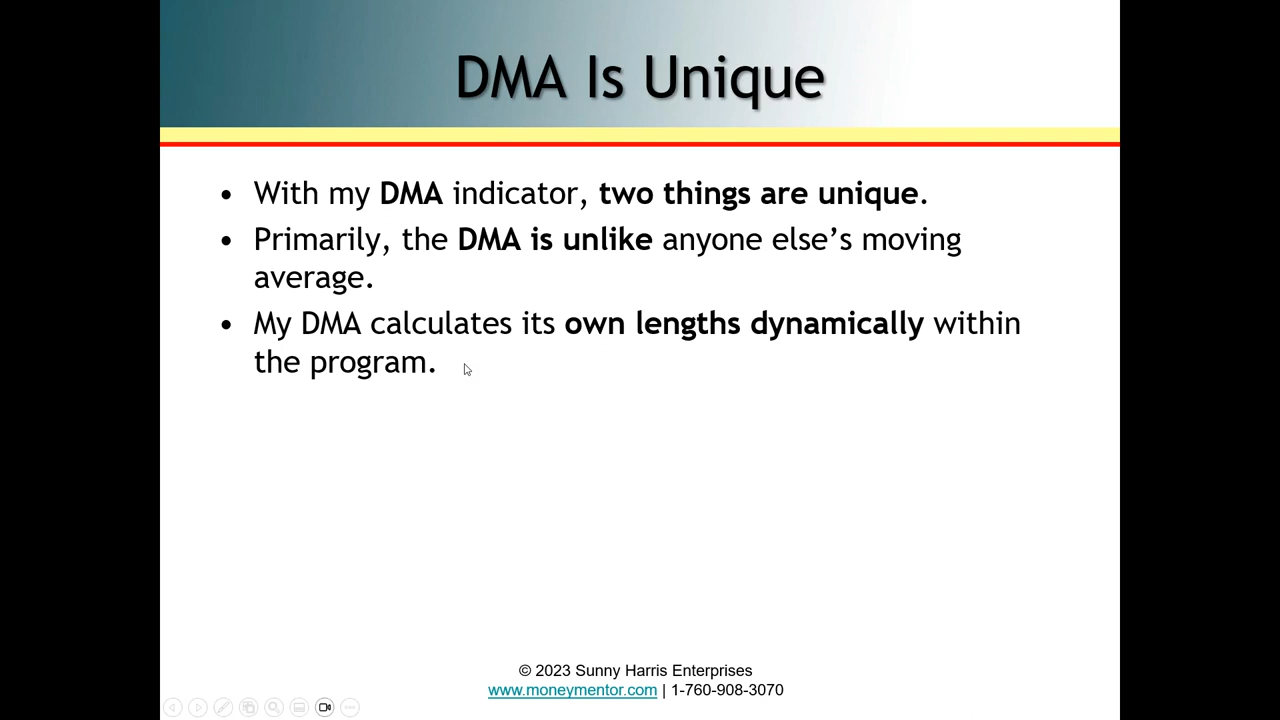 DMA Is Unique
• With my DMA indicator, two things are unique.
• Primarily, the DMA is unlike anyone else’s moving
average.
• My DMA calculates its own lengths dynamically within
the program.
© 2023 Sunny Harris Enterprises
www.moneymentor.com | 1-760-908-3070